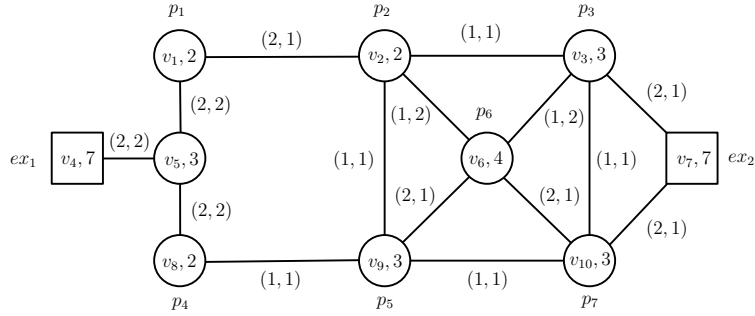 p1 p2 p3
(2, 1) (1, 1)
v1, 2 v2, 2 v3, 3
(2, 2) (1, 2) p6 (1, 2) (2, 1)
ex1 v4, 7 (2, 2) v5, 3 (1, 1) v6, 4 (1, 1) v7, 7 ex2
(2, 2) (2, 1) (2, 1) (2, 1)
v8, 2 v9, 3 v10, 3
(1, 1) (1, 1)
p4 p5 p7